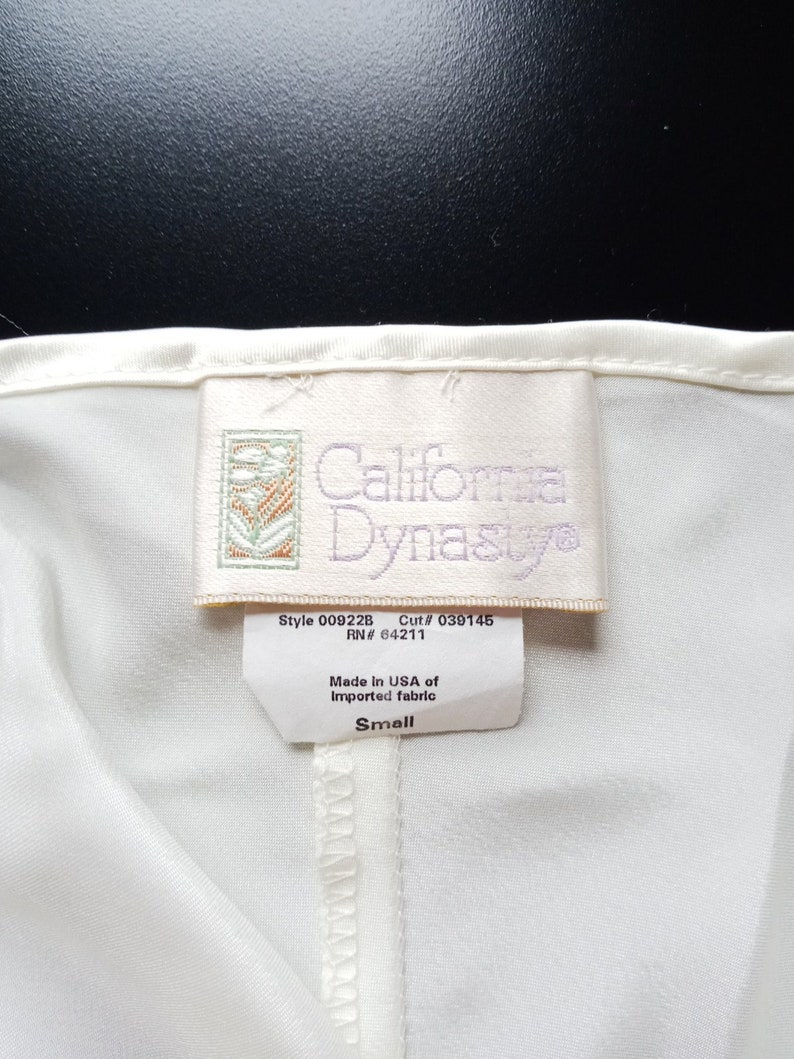 California
Dynasty®
Style 00922B Cut# 039145
RN# 64211
Made in USA of
Imported fabric
Small